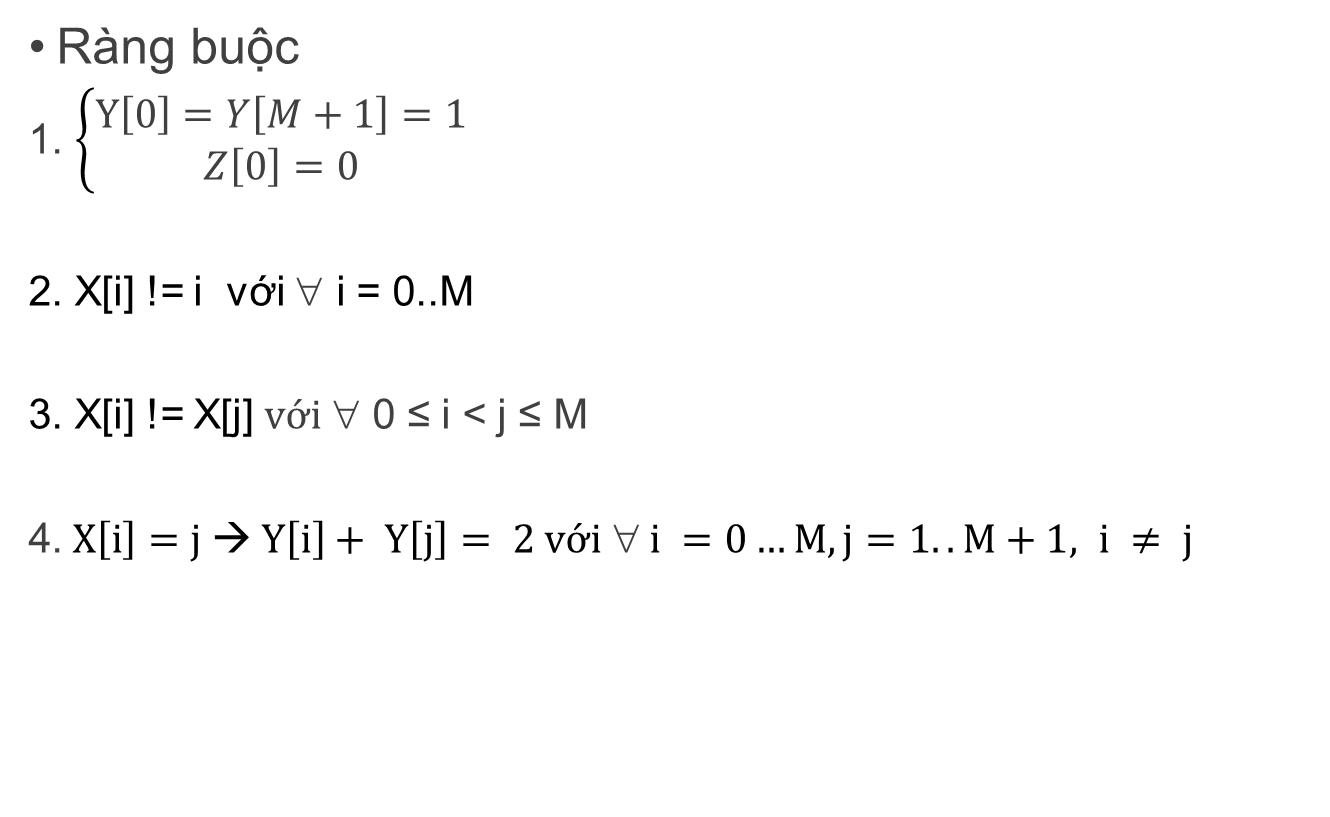 • Ràng buộc
1. {Y[0] = Y[M + 1] = 1
Z[0] = 0
2. X[i] != i với ∀ i = 0..M
3. X[i] != X[j] với ∀ 0 ≤ i < j ≤ M
4. X[i] = j → Y[i] + Y[j] = 2 với ∀ i = 0 … M, j = 1..M + 1, i ≠ j